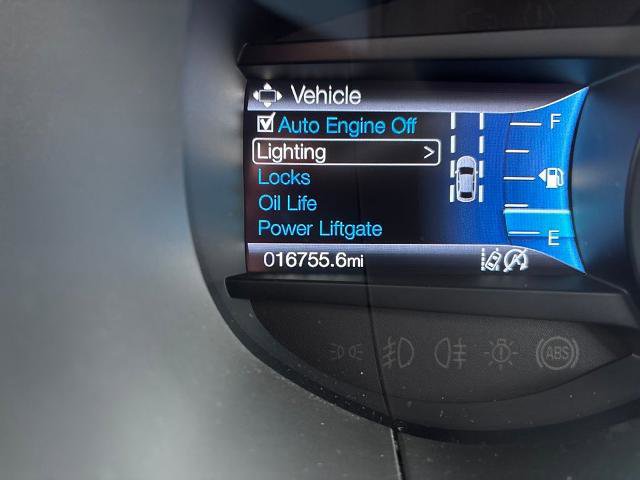 Vehicle
Auto Engine Off
F
Lighting >
Locks
Oil Life
Power Liftgate
E
016755.6mi
ABS